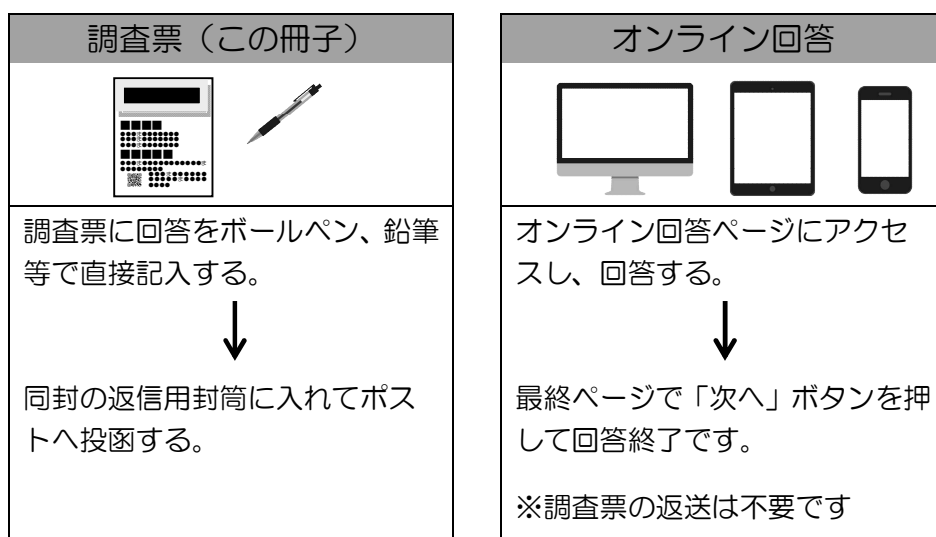 調査票（この冊子）
調査票に回答をボールペン、鉛筆
等で直接記入する。
同封の返信用封筒に入れてポス
トへ投函する。
オンライン回答
オンライン回答ページにアクセ
スし、回答する。
最終ページで「次へ」ボタンを押
して回答終了です。
※調査票の返送は不要です